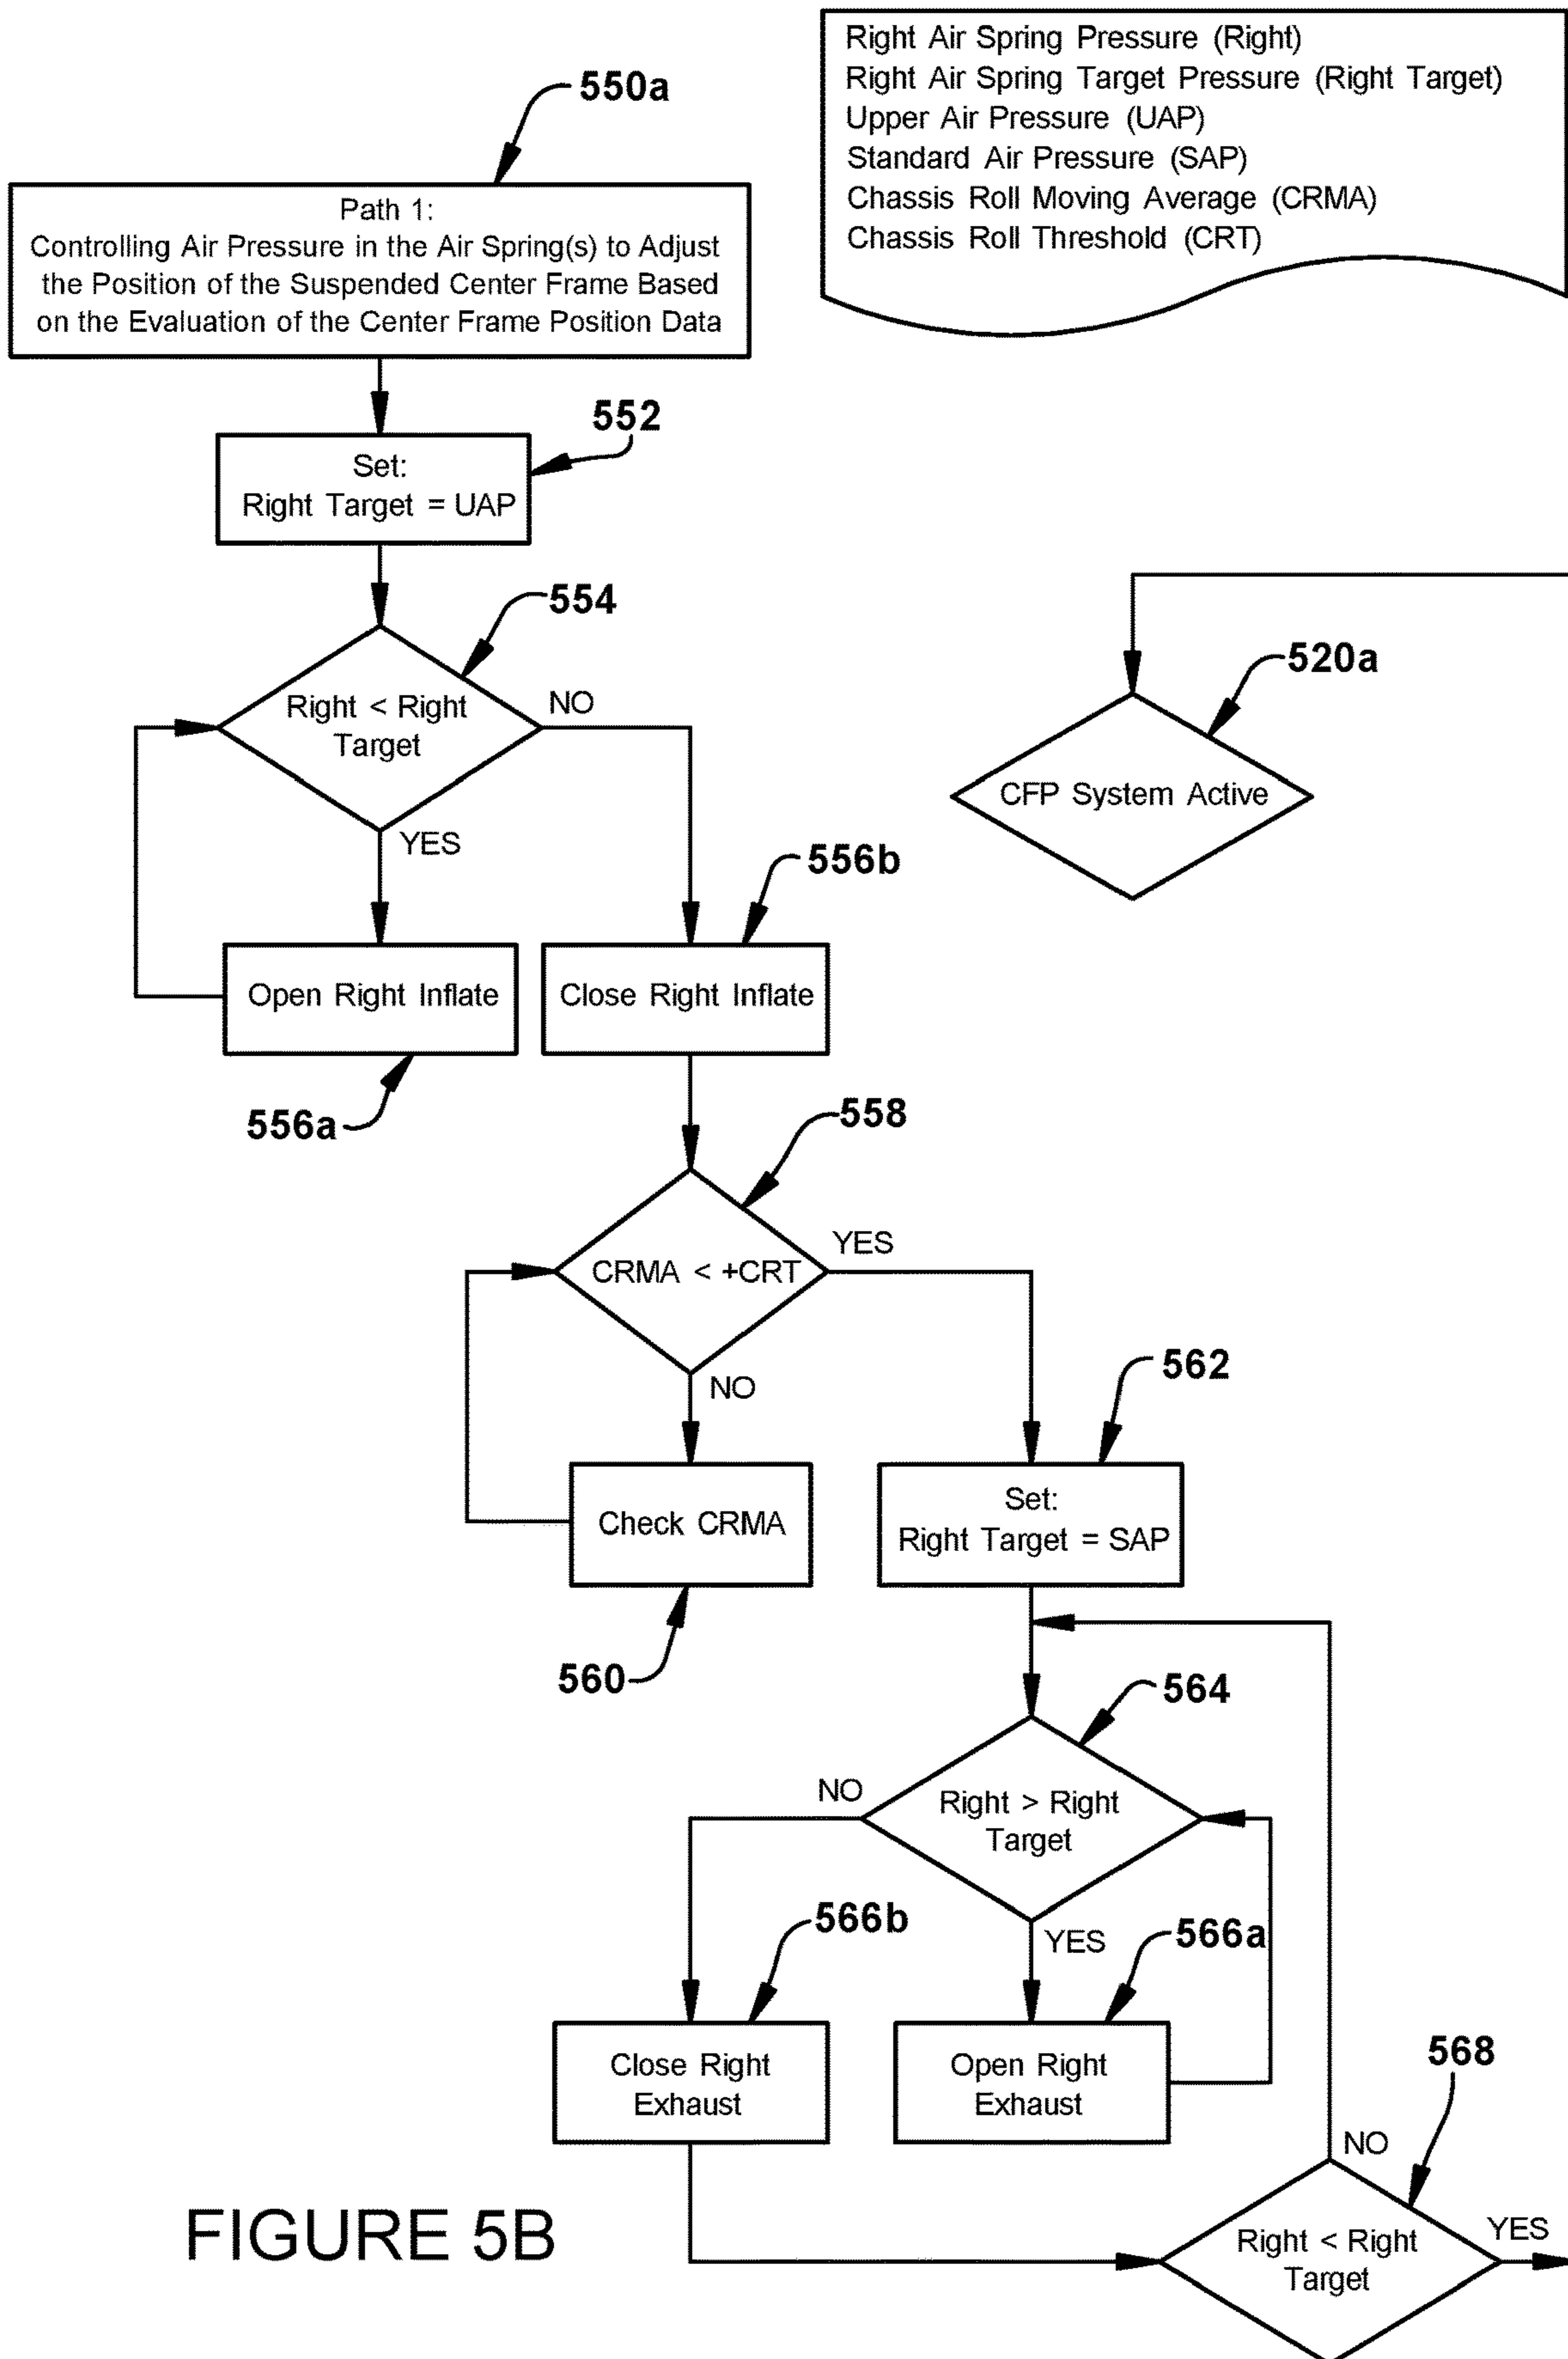 Right Air Spring Pressure (Right)
Right Air Spring Target Pressure (Right Target)
Upper Air Pressure (UAP)
Standard Air Pressure (SAP)
Chassis Roll Moving Average (CRMA)
Chassis Roll Threshold (CRT)
550a
Path 1:
Controlling Air Pressure in the Air Spring(s) to Adjust
the Position of the Suspended Center Frame Based
on the Evaluation of the Center Frame Position Data
552
Set:
Right Target = UAP
554
Right < Right
Target
NO
YES
520a
CFP System Active
556b
Open Right Inflate
Close Right Inflate
556a
558
CRMA < +CRT
YES
NO
562
Check CRMA
Set:
Right Target = SAP
560
564
Right > Right
Target
NO
YES
566b
566a
Close Right
Exhaust
Open Right
Exhaust
568
NO
Right < Right
Target
YES
FIGURE 5B